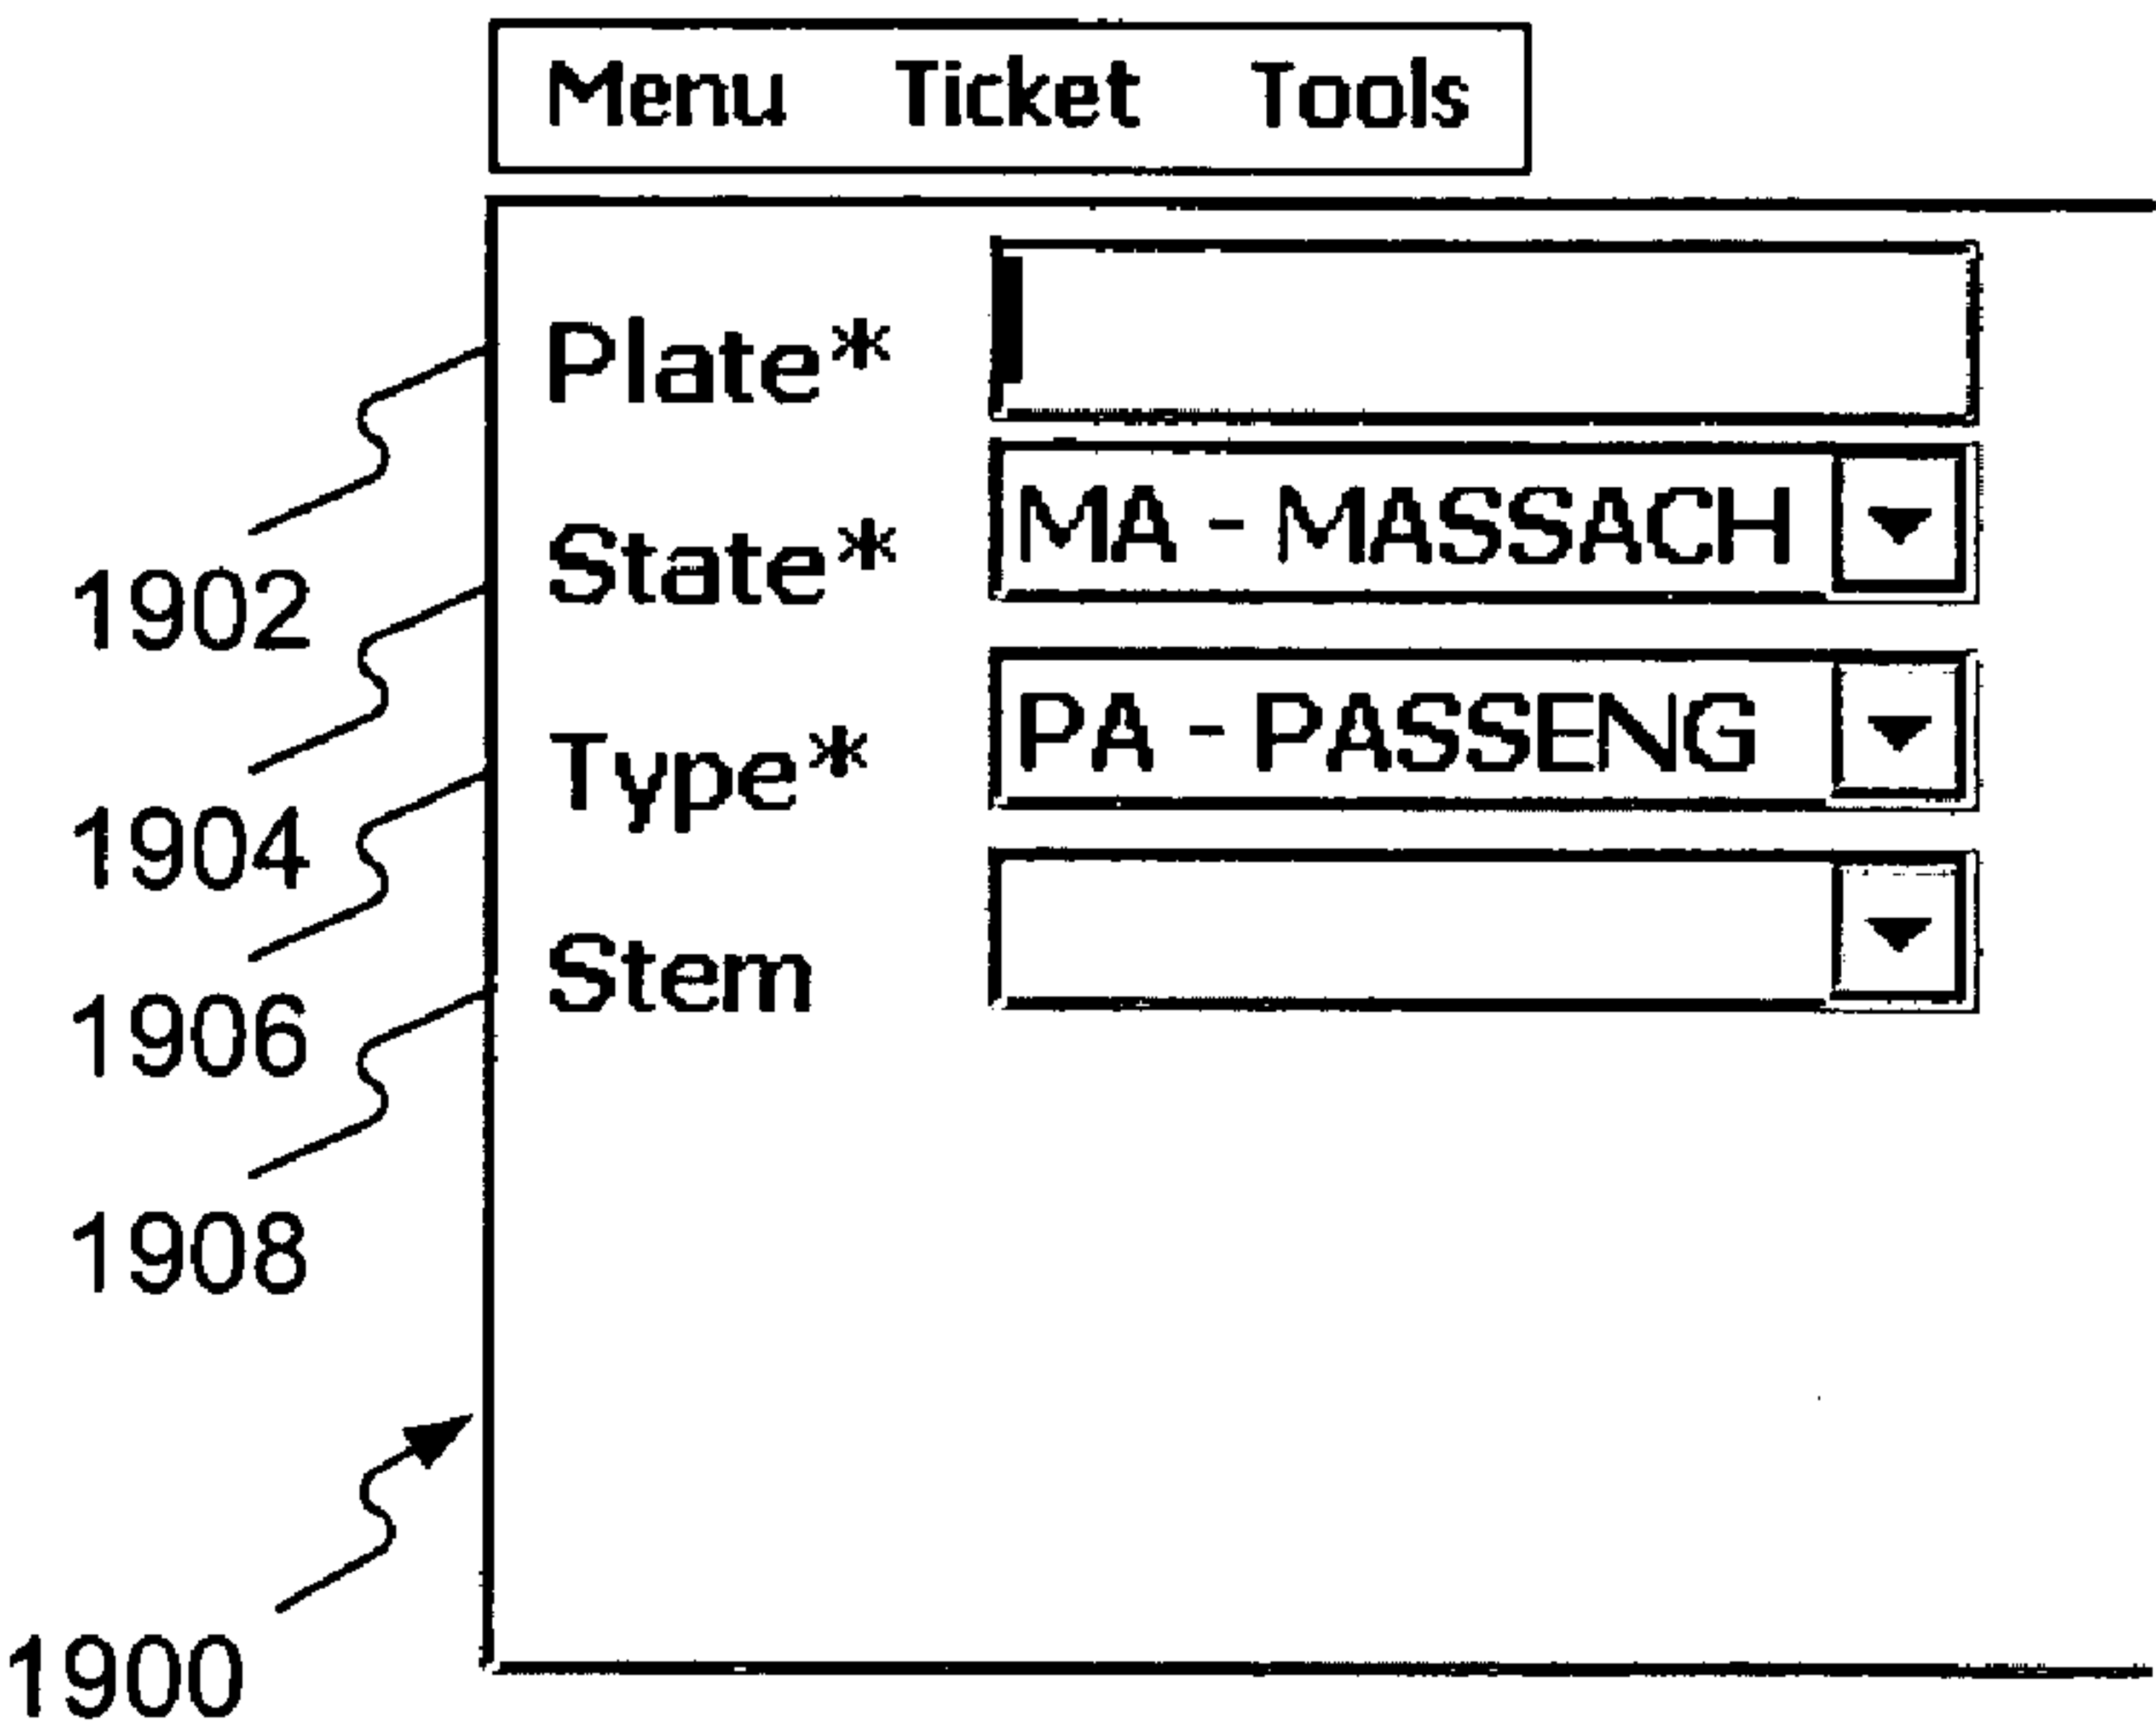 Menu Ticket Tools
Plate*
State* MA - MASSACH
1902
Type* PA - PASSENG
1904
Stem
1906
1908
1900